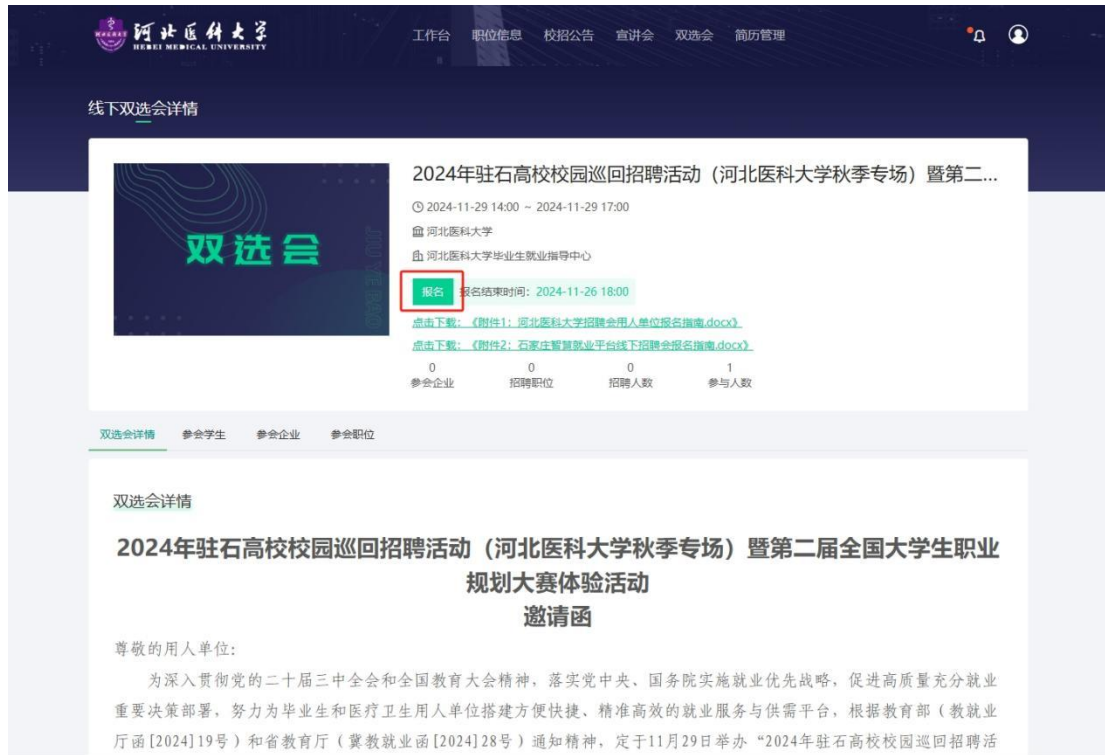 河北医科大学
HEBEI MEDICAL UNIVERSITY
工作台 职位信息 校招公告 宣讲会 双选会 简历管理
线下双选会详情
双选会
2024年驻石高校校园巡回招聘活动（河北医科大学秋季专场）暨第二...
2024-11-29 14:00 ~ 2024-11-29 17:00
河北医科大学
河北医科大学毕业生就业指导中心
报名 报名结束时间：2024-11-26 18:00
点击下载：《附件1：河北医科大学招聘会用人单位报名指南.docx》
点击下载：《附件2：石家庄智慧就业平台线下招聘会报名指南.docx》
0 0 0 1
参会企业 招聘职位 招聘人数 参与人数
双选会详情 参会学生 参会企业 参会职位
双选会详情
2024年驻石高校校园巡回招聘活动（河北医科大学秋季专场）暨第二届全国大学生职业
规划大赛体验活动
邀请函
尊敬的用人单位：
为深入贯彻党的二十届三中全会和全国教育大会精神，落实党中央、国务院实施就业优先战略，促进高质量充分就业
重要决策部署，努力为毕业生和医疗卫生用人单位搭建方便快捷、精准高效的就业服务与供需平台，根据教育部（教就业
厅函[2024]19号）和省教育厅（冀教就业函[2024]28号）通知精神，定于11月29日举办“2024年驻石高校校园巡回招聘活